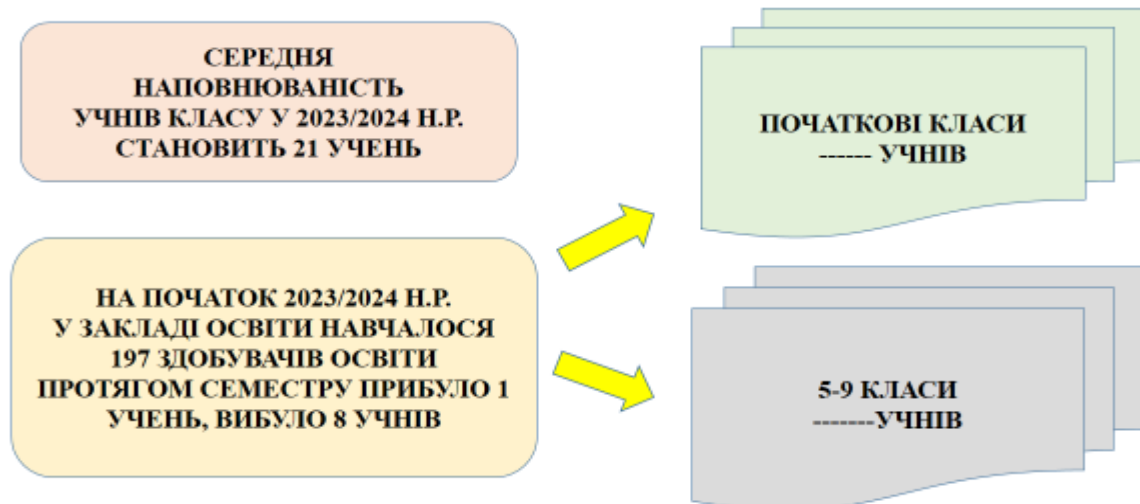 СЕРЕДНЯ
НАПОВНЮВАНІСТЬ
УЧНІВ КЛАСУ У 2023/2024 Н.Р.
СТАНОВИТЬ 21 УЧЕНЬ
НА ПОЧАТОК 2023/2024 Н.Р.
У ЗАКЛАДІ ОСВІТИ НАВЧАЛОСЯ
197 ЗДОБУВАЧІВ ОСВІТИ
ПРОТЯГОМ СЕМЕСТРУ ПРИБУЛО 1
УЧЕНЬ, ВИБУЛО 8 УЧНІВ
ПОЧАТКОВІ КЛАСИ
------ УЧНІВ
5-9 КЛАСИ
-------УЧНІВ